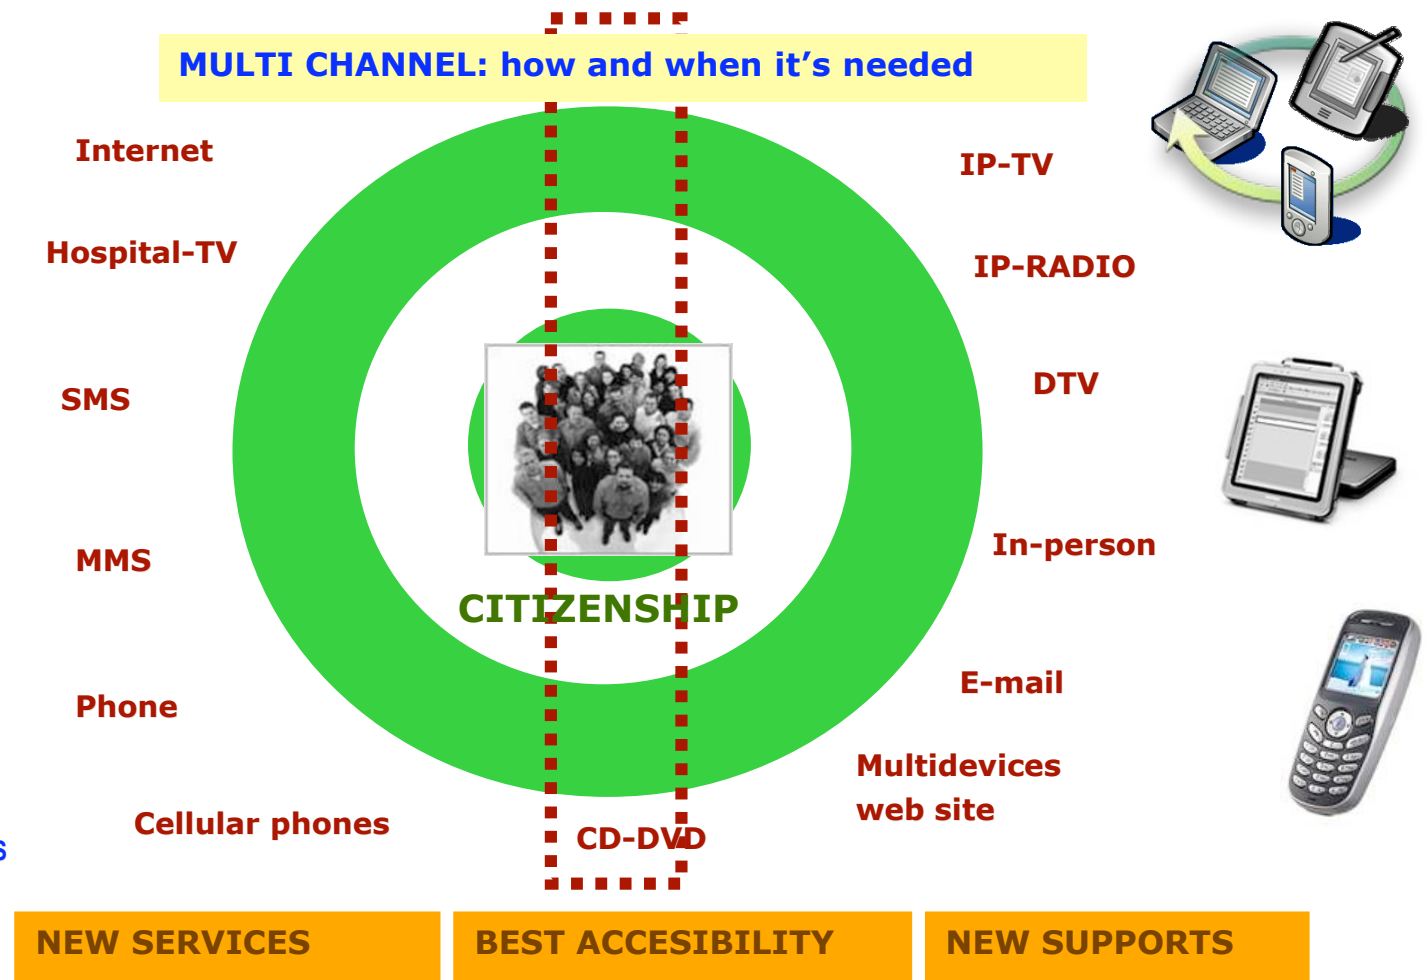 MULTI CHANNEL: how and when it's needed
Internet
IP-TV
Hospital-TV
IP-RADIO
SMS
DTV
MMS
In-person
CITIZENSHIP
Phone
E-mail
Multidevices
web site
Cellular phones
CD-DVD
s
NEW SERVICES
BEST ACCESIBILITY
NEW SUPPORTS